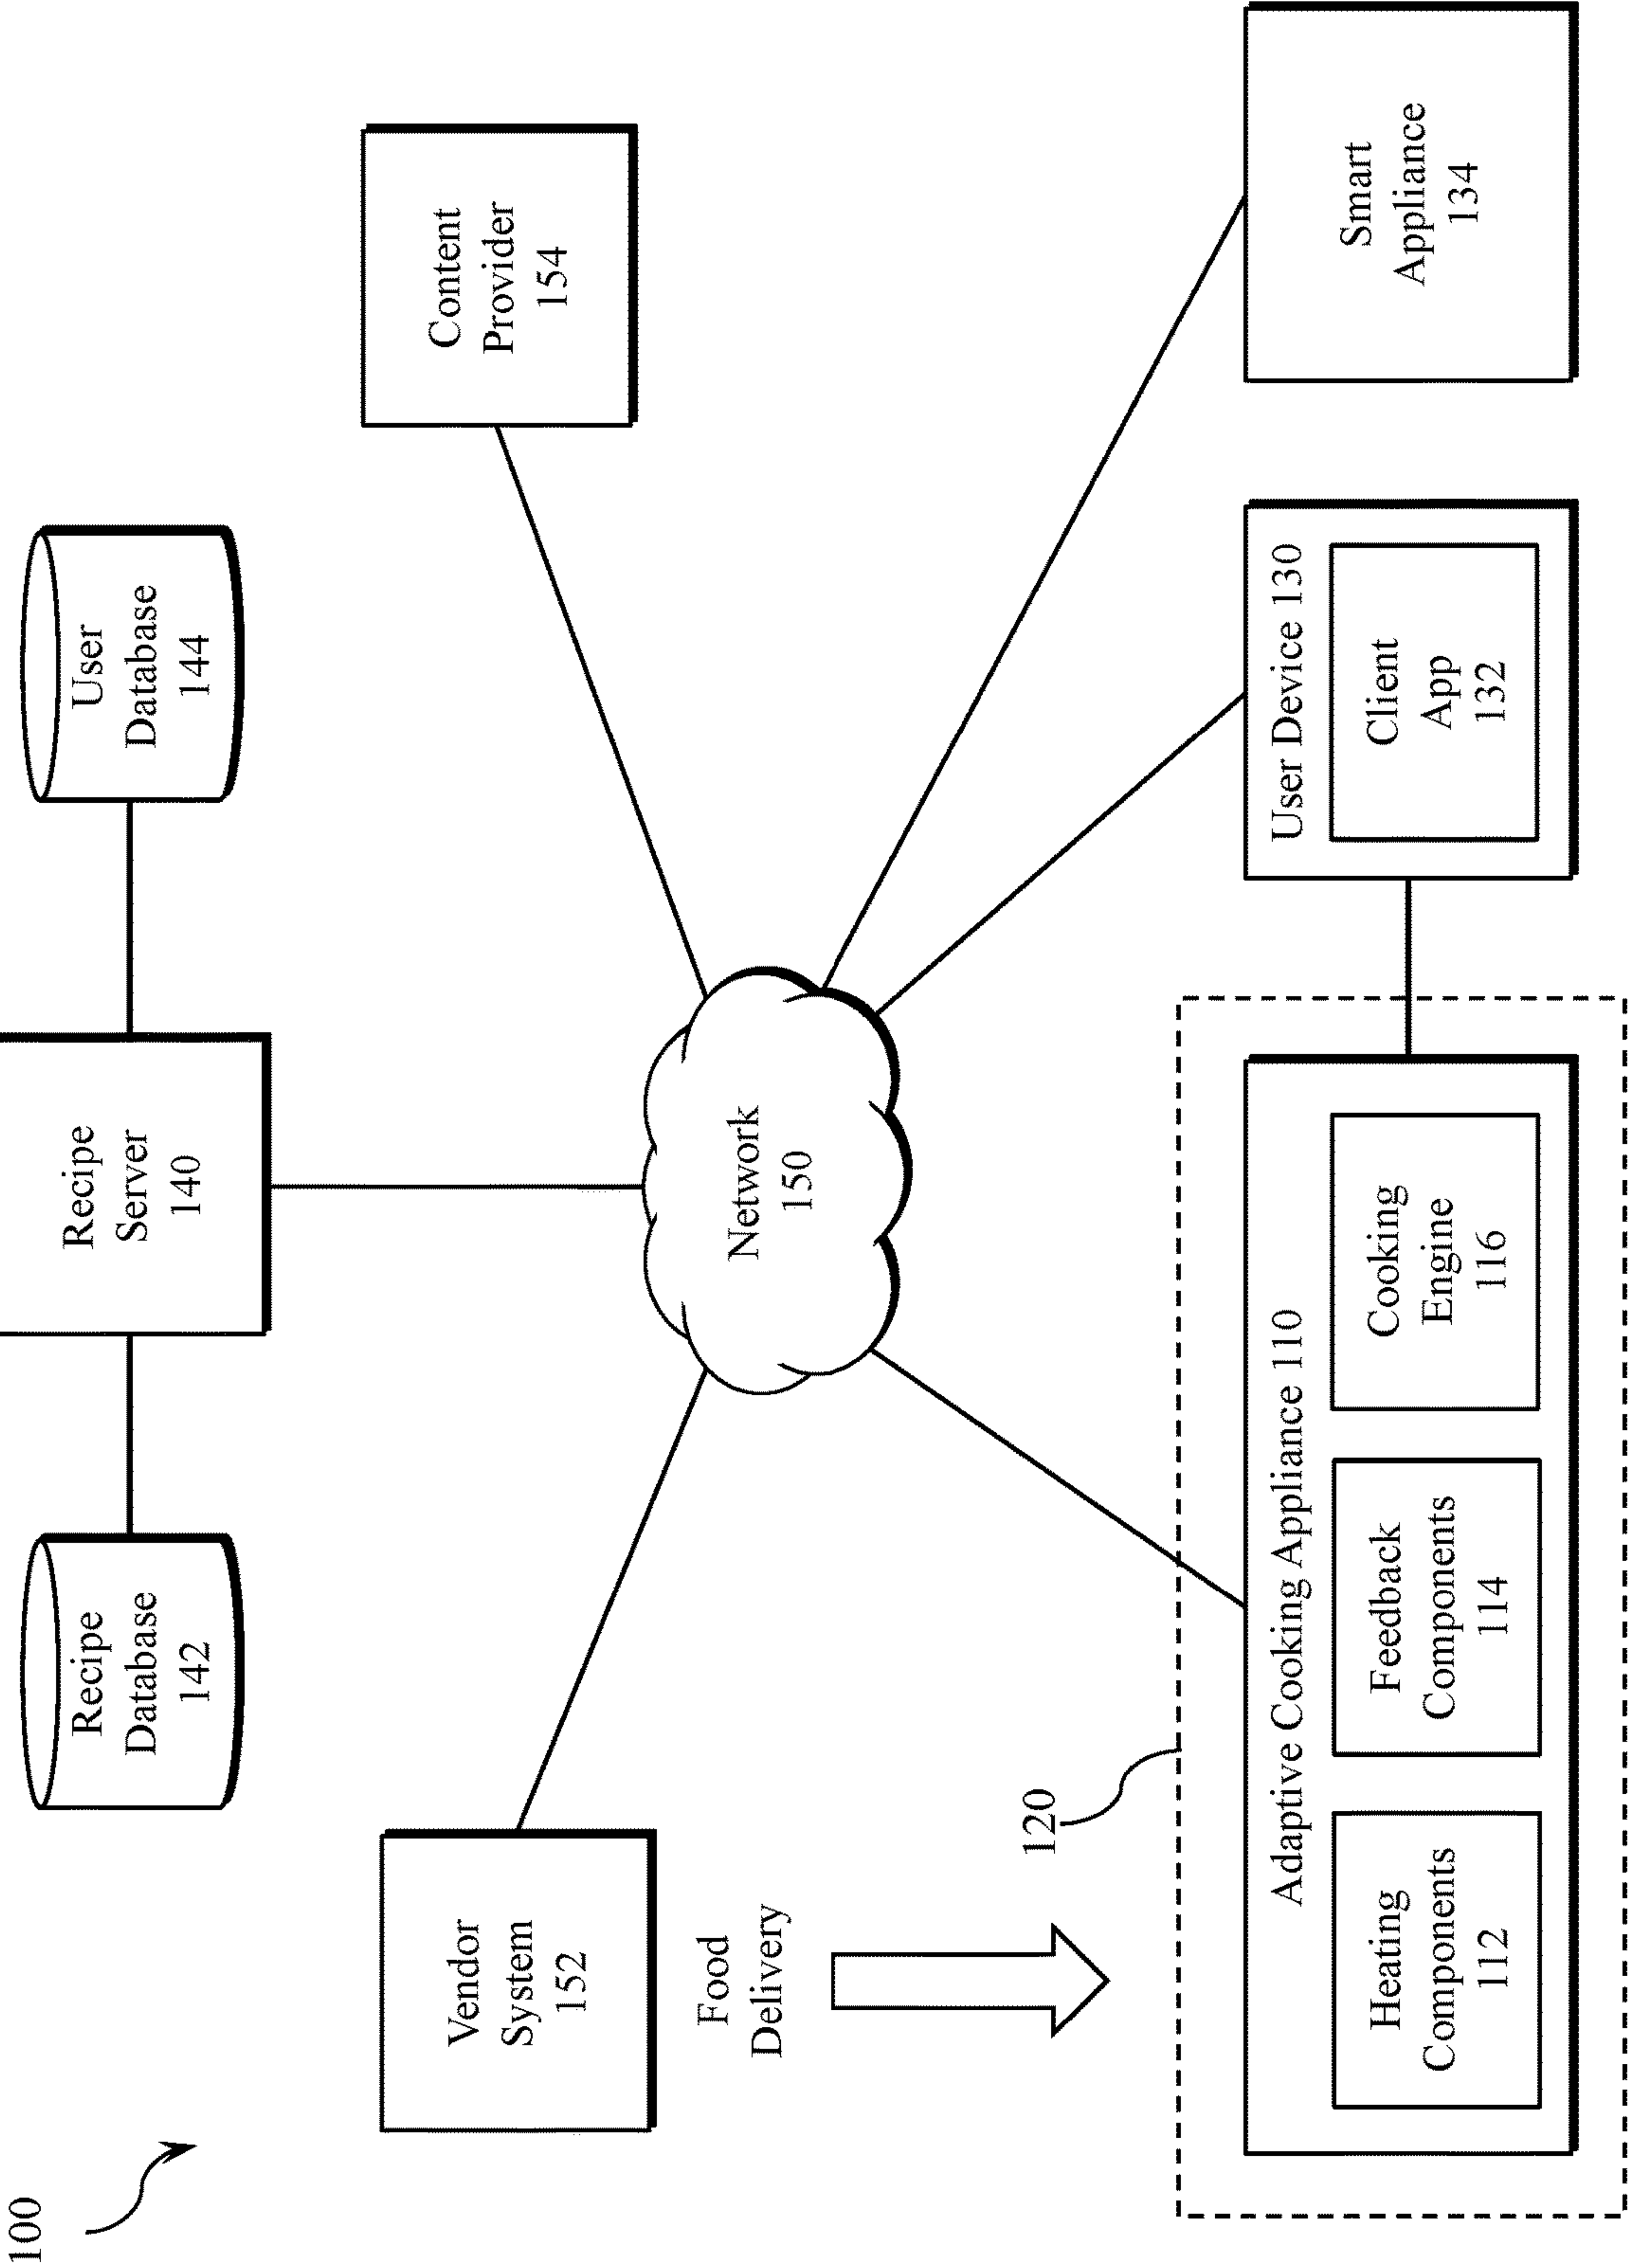 100
Recipe
Database
142
Recipe
Server
140
User
Database
144
Vendor
System
152
Content
Provider
154
Network
150
Food
Delivery
120
Adaptive Cooking Appliance 110
Heating
Components
112
Feedback
Components
114
Cooking
Engine
116
User Device 130
Client
App
132
Smart
Appliance
134